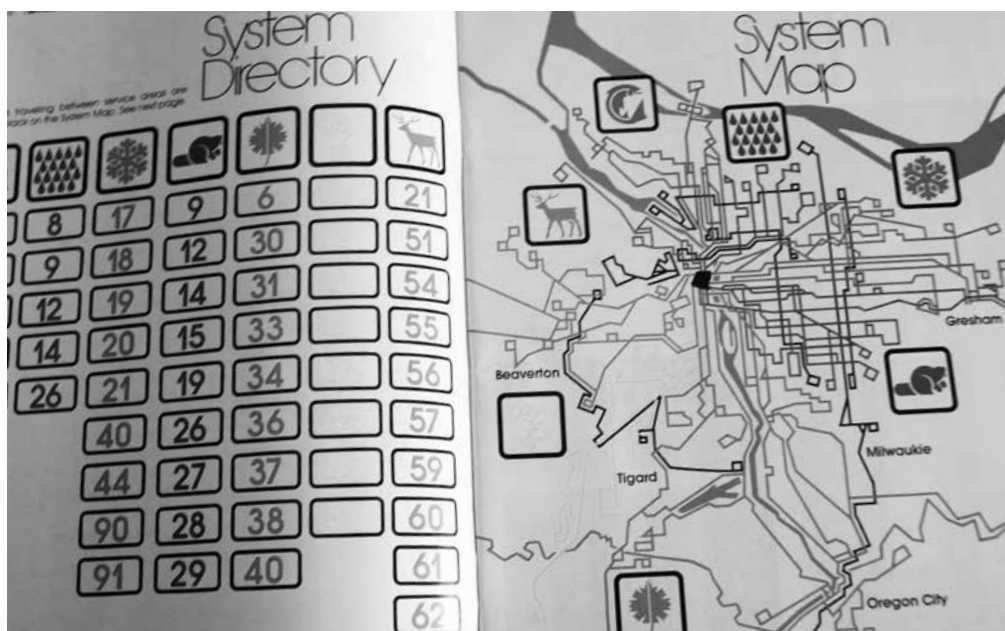 System
Directory
traveling between service areas are
on the System Map. See next page.
8 17 9 6 21
9 18 12 30 51
12 19 14 31 54
14 20 15 33 55
26 21 19 34 56
40 26 36 57
44 27 37 59
90 28 38 60
91 29 40 61
62
System
Map
Gresham
Beaverton
Milwaukie
Tigard
Oregon City